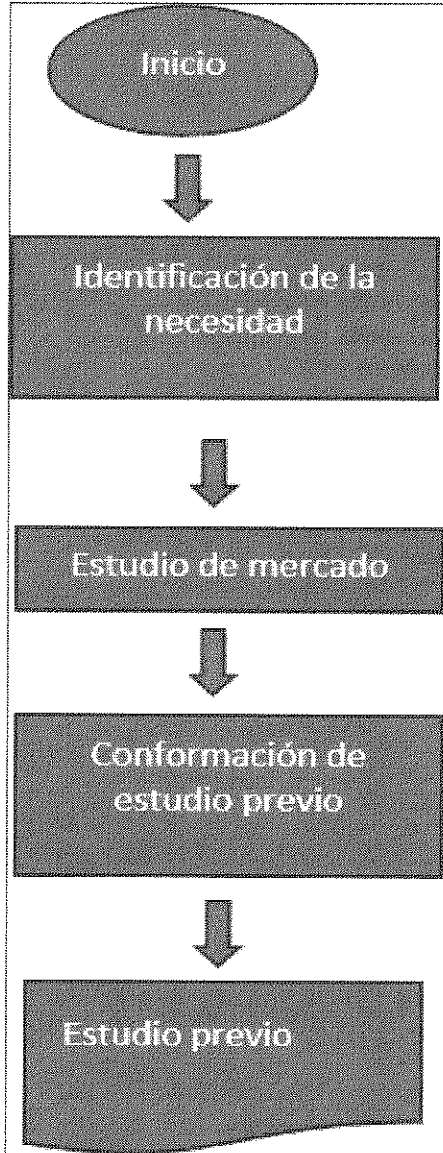 Inicio
Identificación de la
necesidad
Estudio de mercado
Conformación de
estudio previo
Estudio previo